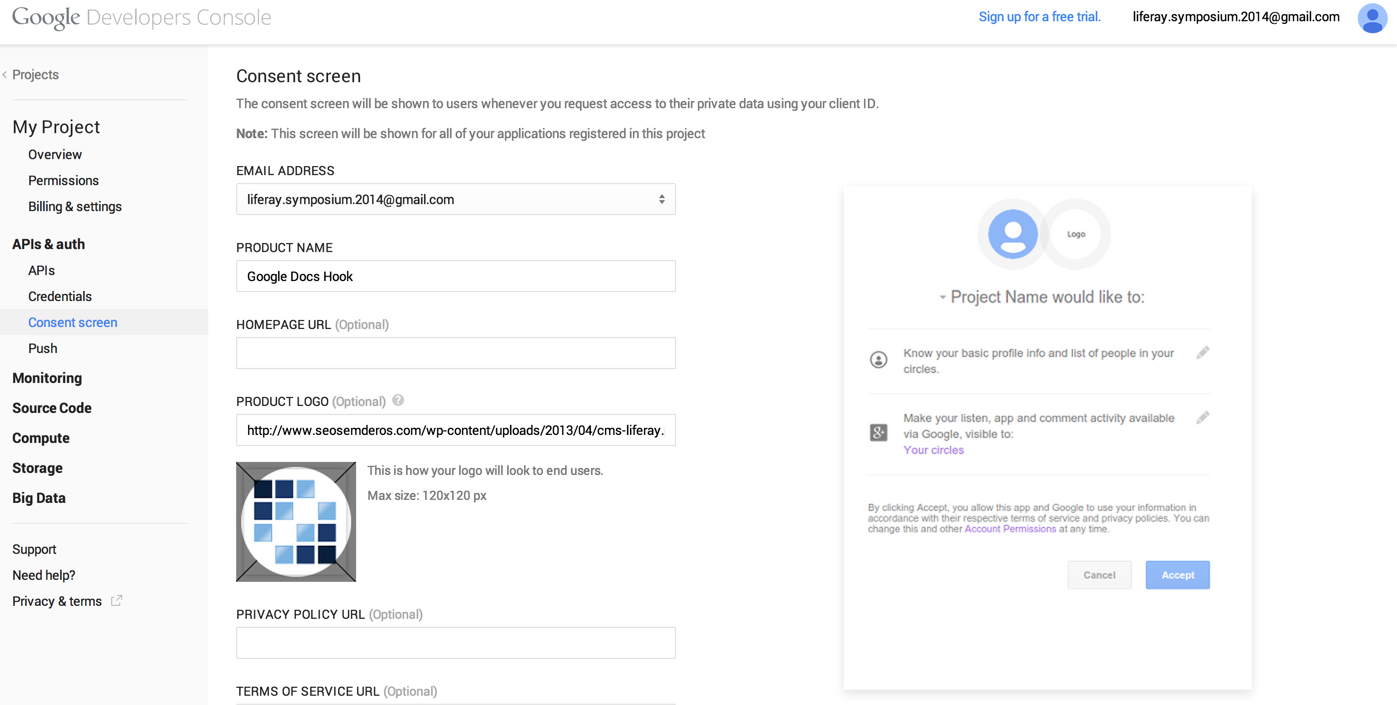 Google Developers Console
Sign up for a free trial.
liferay.symposium.2014@gmail.com
Projects
My Project
Overview
Permissions
Billing & settings
APIs & auth
APIs
Credentials
Consent screen
Push
Monitoring
Source Code
Compute
Storage
Big Data
Support
Need help?
Privacy & terms
Consent screen
The consent screen will be shown to users whenever you request access to their private data using your client ID.
Note: This screen will be shown for all of your applications registered in this project
EMAIL ADDRESS
liferay.symposium.2014@gmail.com
PRODUCT NAME
Google Docs Hook
HOMEPAGE URL (Optional)
PRODUCT LOGO (Optional) ?
http://www.seosemderos.com/wp-content/uploads/2013/04/cms-liferay.
This is how your logo will look to end users.
Max size: 120x120 px
PRIVACY POLICY URL (Optional)
TERMS OF SERVICE URL (Optional)
Logo
Project Name would like to:
Know your basic profile info and list of people in your
circles.
g+
Make your listen, app and comment activity available
via Google, visible to:
Your circles
By clicking Accept, you allow this app and Google to use your information in
accordance with their respective terms of service and privacy policies. You can
change this and other Account Permissions at any time.
Cancel
Accept